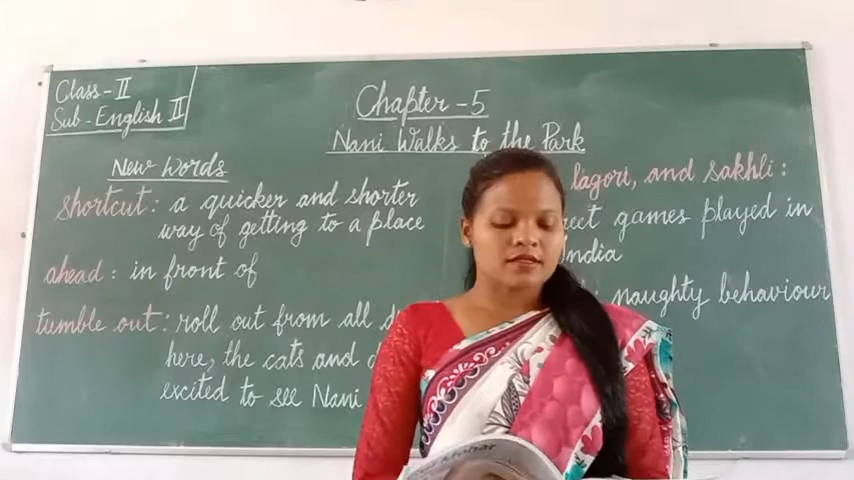 Class - II
Sub - English II
Chapter - 5
Nani Walks to the Park
New Words
shortcut : a quicker and shorter
way of getting to a place
ahead : in front of
tumble out : roll out from all
here, the cats and
excited to see Nani
lagori, and sakhli :
games played in
India
naughty behaviour
Mohar